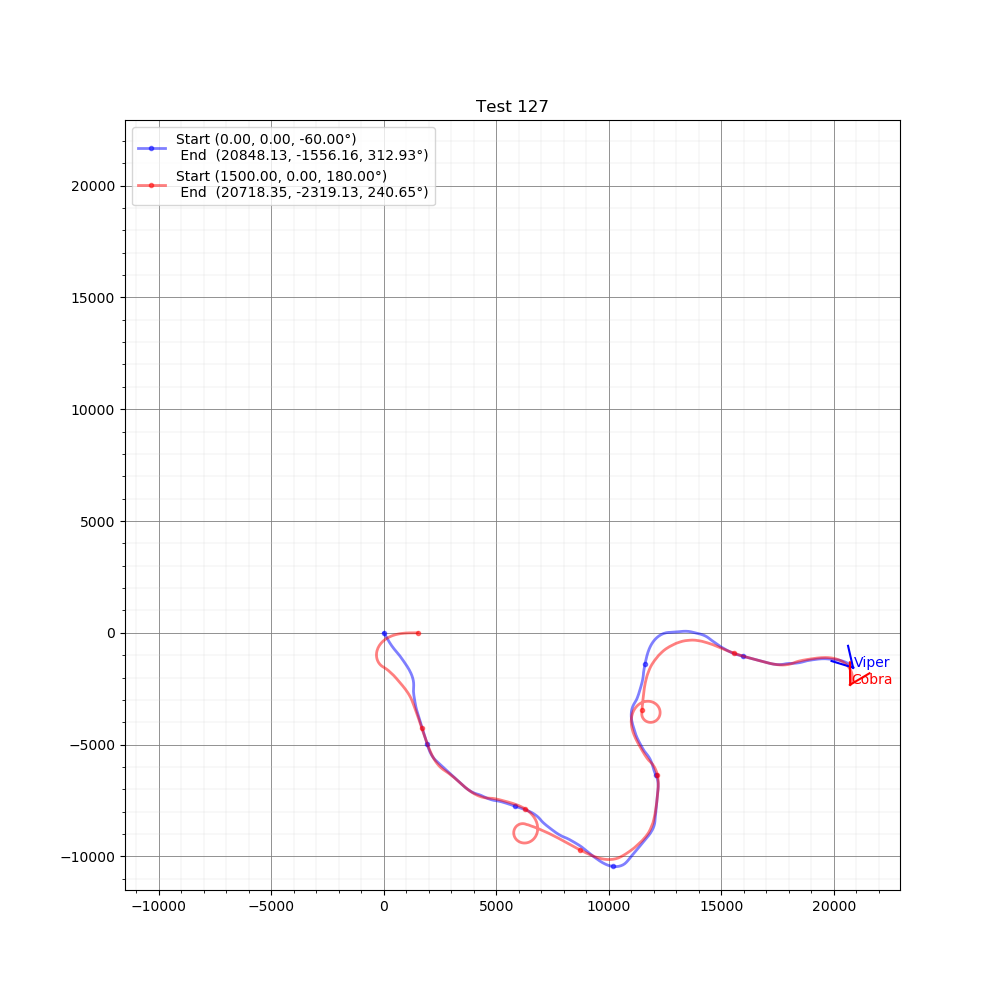 Test 127
Start (0.00, 0.00, -60.00°)
End (20848.13, -1556.16, 312.93°)
Start (1500.00, 0.00, 180.00°)
End (20718.35, -2319.13, 240.65°)
20000
15000
10000
5000
0
−5000
−10000
Viper
Cobra
−10000 −5000 0 5000 10000 15000 20000